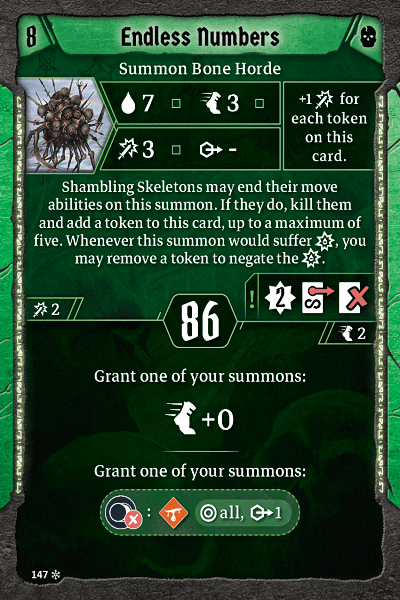 8
Endless Numbers
Summon Bone Horde
7 3
+1 for
each token
on this
card.
3 -
Shambling Skeletons may end their move
abilities on this summon. If they do, kill them
and add a token to this card, up to a maximum of
five. Whenever this summon would suffer , you
may remove a token to negate the .
2
86
! 2 S
2
Grant one of your summons:
+0
Grant one of your summons:
: all, 1
147